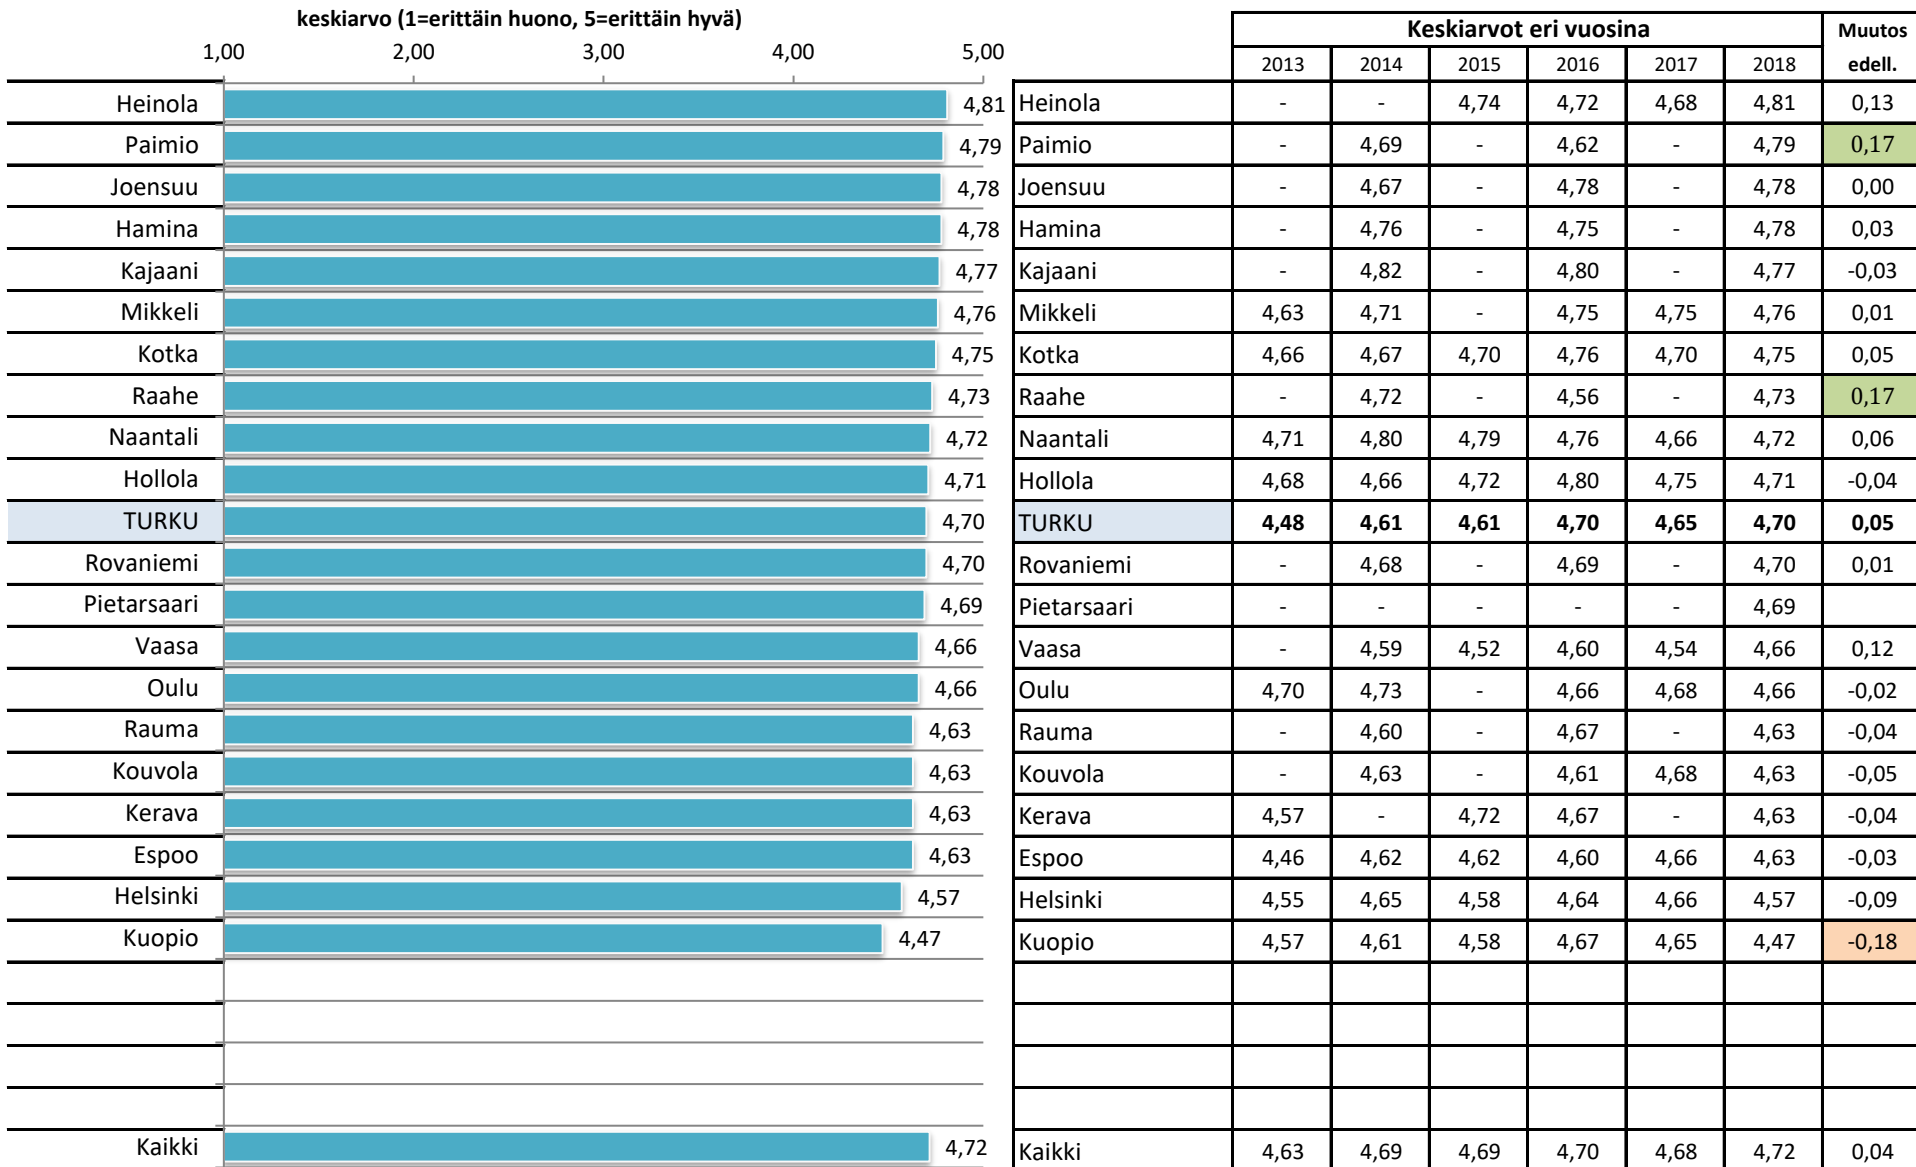 keskiarvo (1=erittäin huono, 5=erittäin hyvä)
1,00 2,00 3,00 4,00 5,00
Heinola 4,81
Paimio 4,79
Joensuu 4,78
Hamina 4,78
Kajaani 4,77
Mikkeli 4,76
Kotka 4,75
Raahe 4,73
Naantali 4,72
Hollola 4,71
TURKU 4,70
Rovaniemi 4,70
Pietarsaari 4,69
Vaasa 4,66
Oulu 4,66
Rauma 4,63
Kouvola 4,63
Kerava 4,63
Espoo 4,63
Helsinki 4,57
Kuopio 4,47
Kaikki 4,72
Keskiarvot eri vuosina Muutos
2013 2014 2015 2016 2017 2018 edell.
Heinola - - 4,74 4,72 4,68 4,81 0,13
Paimio - 4,69 - 4,62 - 4,79 0,17
Joensuu - 4,67 - 4,78 - 4,78 0,00
Hamina - 4,76 - 4,75 - 4,78 0,03
Kajaani - 4,82 - 4,80 - 4,77 -0,03
Mikkeli 4,63 4,71 - 4,75 4,75 4,76 0,01
Kotka 4,66 4,67 4,70 4,76 4,70 4,75 0,05
Raahe - 4,72 - 4,56 - 4,73 0,17
Naantali 4,71 4,80 4,79 4,76 4,66 4,72 0,06
Hollola 4,68 4,66 4,72 4,80 4,75 4,71 -0,04
TURKU 4,48 4,61 4,61 4,70 4,65 4,70 0,05
Rovaniemi - 4,68 - 4,69 - 4,70 0,01
Pietarsaari - - - - - 4,69
Vaasa - 4,59 4,52 4,60 4,54 4,66 0,12
Oulu 4,70 4,73 - 4,66 4,68 4,66 -0,02
Rauma - 4,60 - 4,67 - 4,63 -0,04
Kouvola - 4,63 - 4,61 4,68 4,63 -0,05
Kerava 4,57 - 4,72 4,67 - 4,63 -0,04
Espoo 4,46 4,62 4,62 4,60 4,66 4,63 -0,03
Helsinki 4,55 4,65 4,58 4,64 4,66 4,57 -0,09
Kuopio 4,57 4,61 4,58 4,67 4,65 4,47 -0,18
Kaikki 4,63 4,69 4,69 4,70 4,68 4,72 0,04